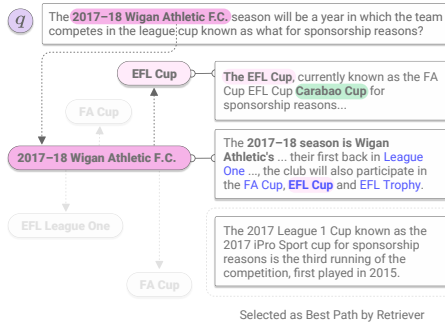 q
The 2017–18 Wigan Athletic F.C. season will be a year in which the team
competes in the league cup known as what for sponsorship reasons?
EFL Cup
The EFL Cup, currently known as the FA
Cup EFL Cup Carabao Cup for
sponsorship reasons...
FA Cup
2017–18 Wigan Athletic F.C.
The 2017–18 season is Wigan
Athletic's ... their first back in League
One ..., the club will also participate in
the FA Cup, EFL Cup and EFL Trophy.
EFL League One
The 2017 League 1 Cup known as the
2017 iPro Sport cup for sponsorship
reasons is the third running of the
competition, first played in 2015.
FA Cup
Selected as Best Path by Retriever